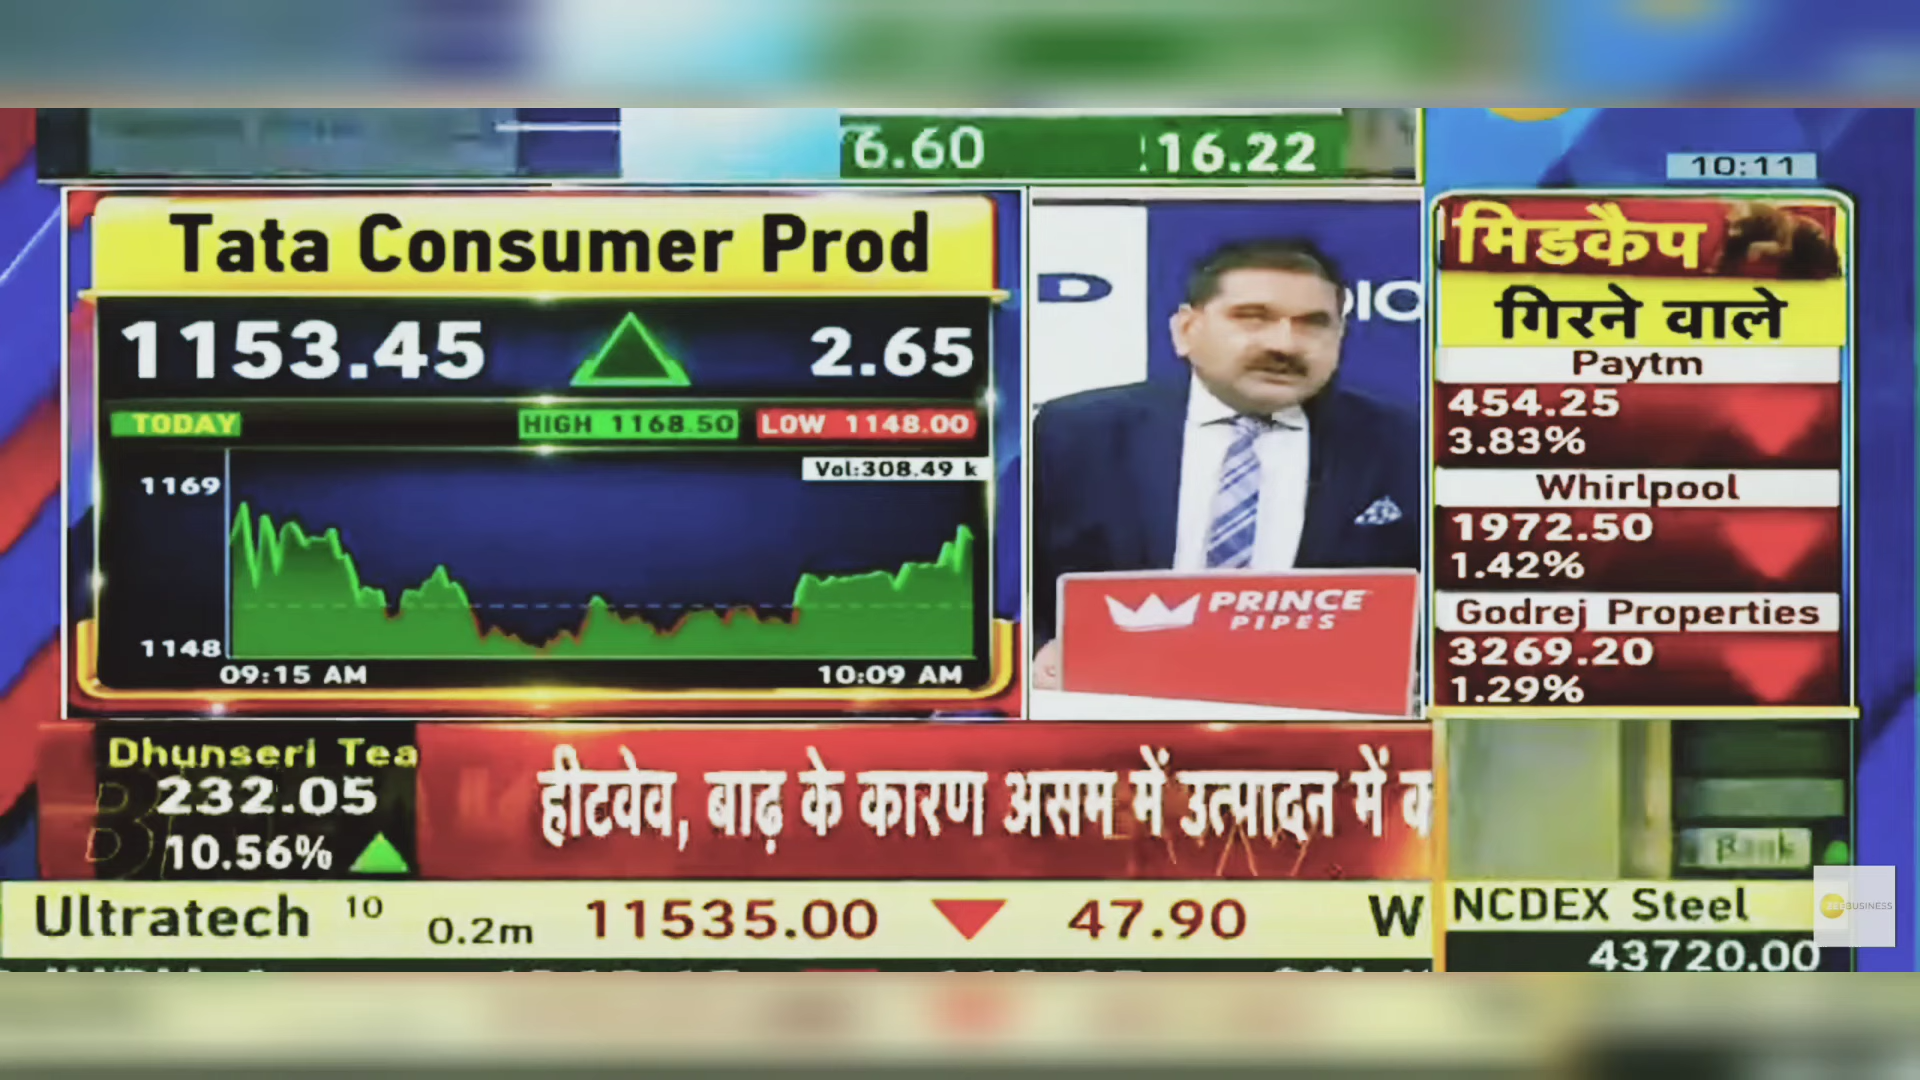 6.60
16.22
10:11
Tata Consumer Prod
1153.45 2.65
TODAY HIGH 1168.50 LOW 1148.00
Vol:308.49 k
1169
1148
09:15 AM 10:09 AM
D
DIO
PRINCE
PIPES
मिडकैप
गिरने वाले
Paytm
454.25
3.83%
Whirlpool
1972.50
1.42%
Godrej Properties
3269.20
1.29%
Dhunseri Tea
232.05
10.56%
हीटवेव, बाढ़ के कारण असम में उत्पादन में
Bank
Ultratech 10 0.2m 11535.00 47.90 W
NCDEX Steel
43720.00
ZEEBUSINESS